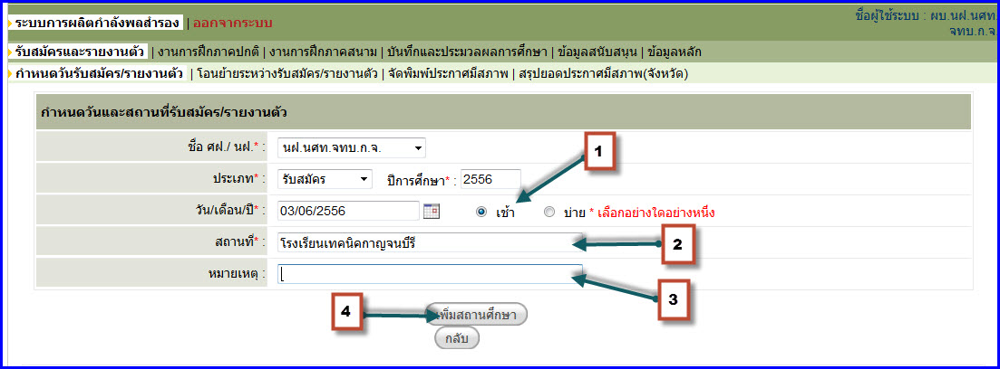 ระบบการผลิตกำลังพลสำรอง | ออกจากระบบ
ชื่อผู้ใช้ระบบ : ผบ.นฝ.นศท.
จทบ.ก.จ.
รับสมัครและรายงานตัว | งานการฝึกภาคปกติ | งานการฝึกภาคสนาม | บันทึกและประมวลผลการศึกษา | ข้อมูลสนับสนุน | ข้อมูลหลัก
กำหนดวันรับสมัคร/รายงานตัว | โอนย้ายระหว่างรับสมัคร/รายงานตัว | จัดพิมพ์ประกาศมีสภาพ | สรุปยอดประกาศมีสภาพ(จังหวัด)
กำหนดวันและสถานที่รับสมัคร/รายงานตัว
ชื่อ ศฝ./ นฝ.* : นฝ.นศท.จทบ.ก.จ.
1
ประเภท* : รับสมัคร ปีการศึกษา* : 2556
วัน/เดือน/ปี* : 03/06/2556 เช้า บ่าย * เลือกอย่างใดอย่างหนึ่ง
สถานที่* : โรงเรียนเทคนิคกาญจนบีรี 2
หมายเหตุ : 3
4 เพิ่มสถานศึกษา
กลับ